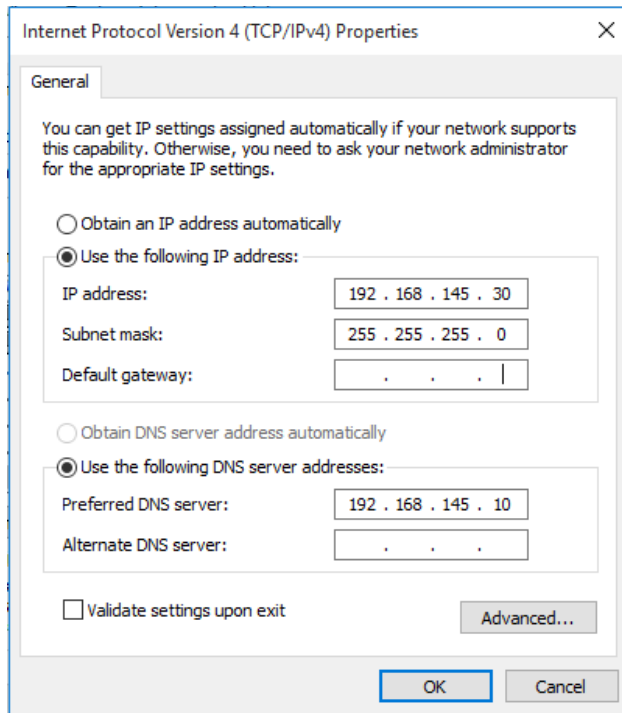 Internet Protocol Version 4 (TCP/IPv4) Properties
General
You can get IP settings assigned automatically if your network supports
this capability. Otherwise, you need to ask your network administrator
for the appropriate IP settings.
Obtain an IP address automatically
Use the following IP address:
IP address: 192 . 168 . 145 . 30
Subnet mask: 255 . 255 . 255 . 0
Default gateway: . . .
Obtain DNS server address automatically
Use the following DNS server addresses:
Preferred DNS server: 192 . 168 . 145 . 10
Alternate DNS server: . . .
Validate settings upon exit
Advanced...
OK Cancel